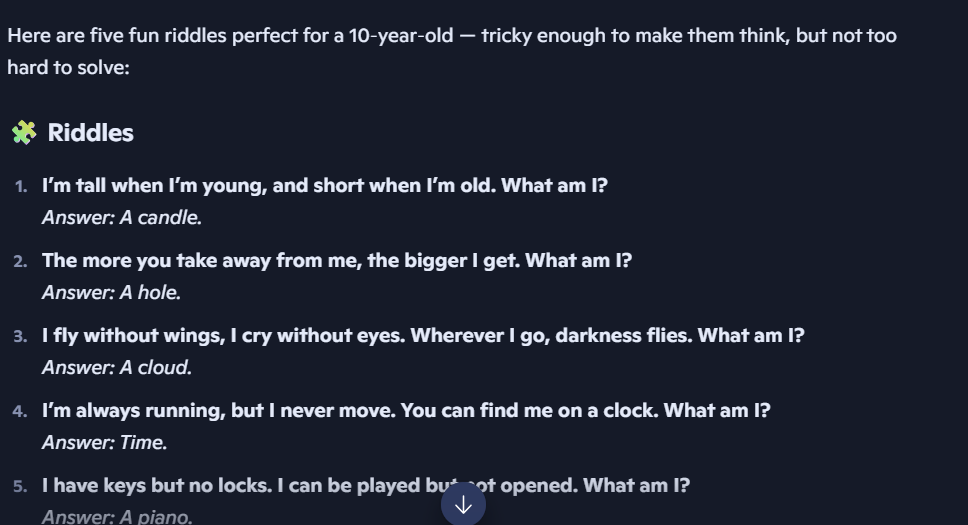 Here are five fun riddles perfect for a 10-year-old — tricky enough to make them think, but not too
hard to solve:
Riddles
1. I’m tall when I’m young, and short when I’m old. What am I?
Answer: A candle.
2. The more you take away from me, the bigger I get. What am I?
Answer: A hole.
3. I fly without wings, I cry without eyes. Wherever I go, darkness flies. What am I?
Answer: A cloud.
4. I’m always running, but I never move. You can find me on a clock. What am I?
Answer: Time.
5. I have keys but no locks. I can be played but not opened. What am I?
Answer: A piano.